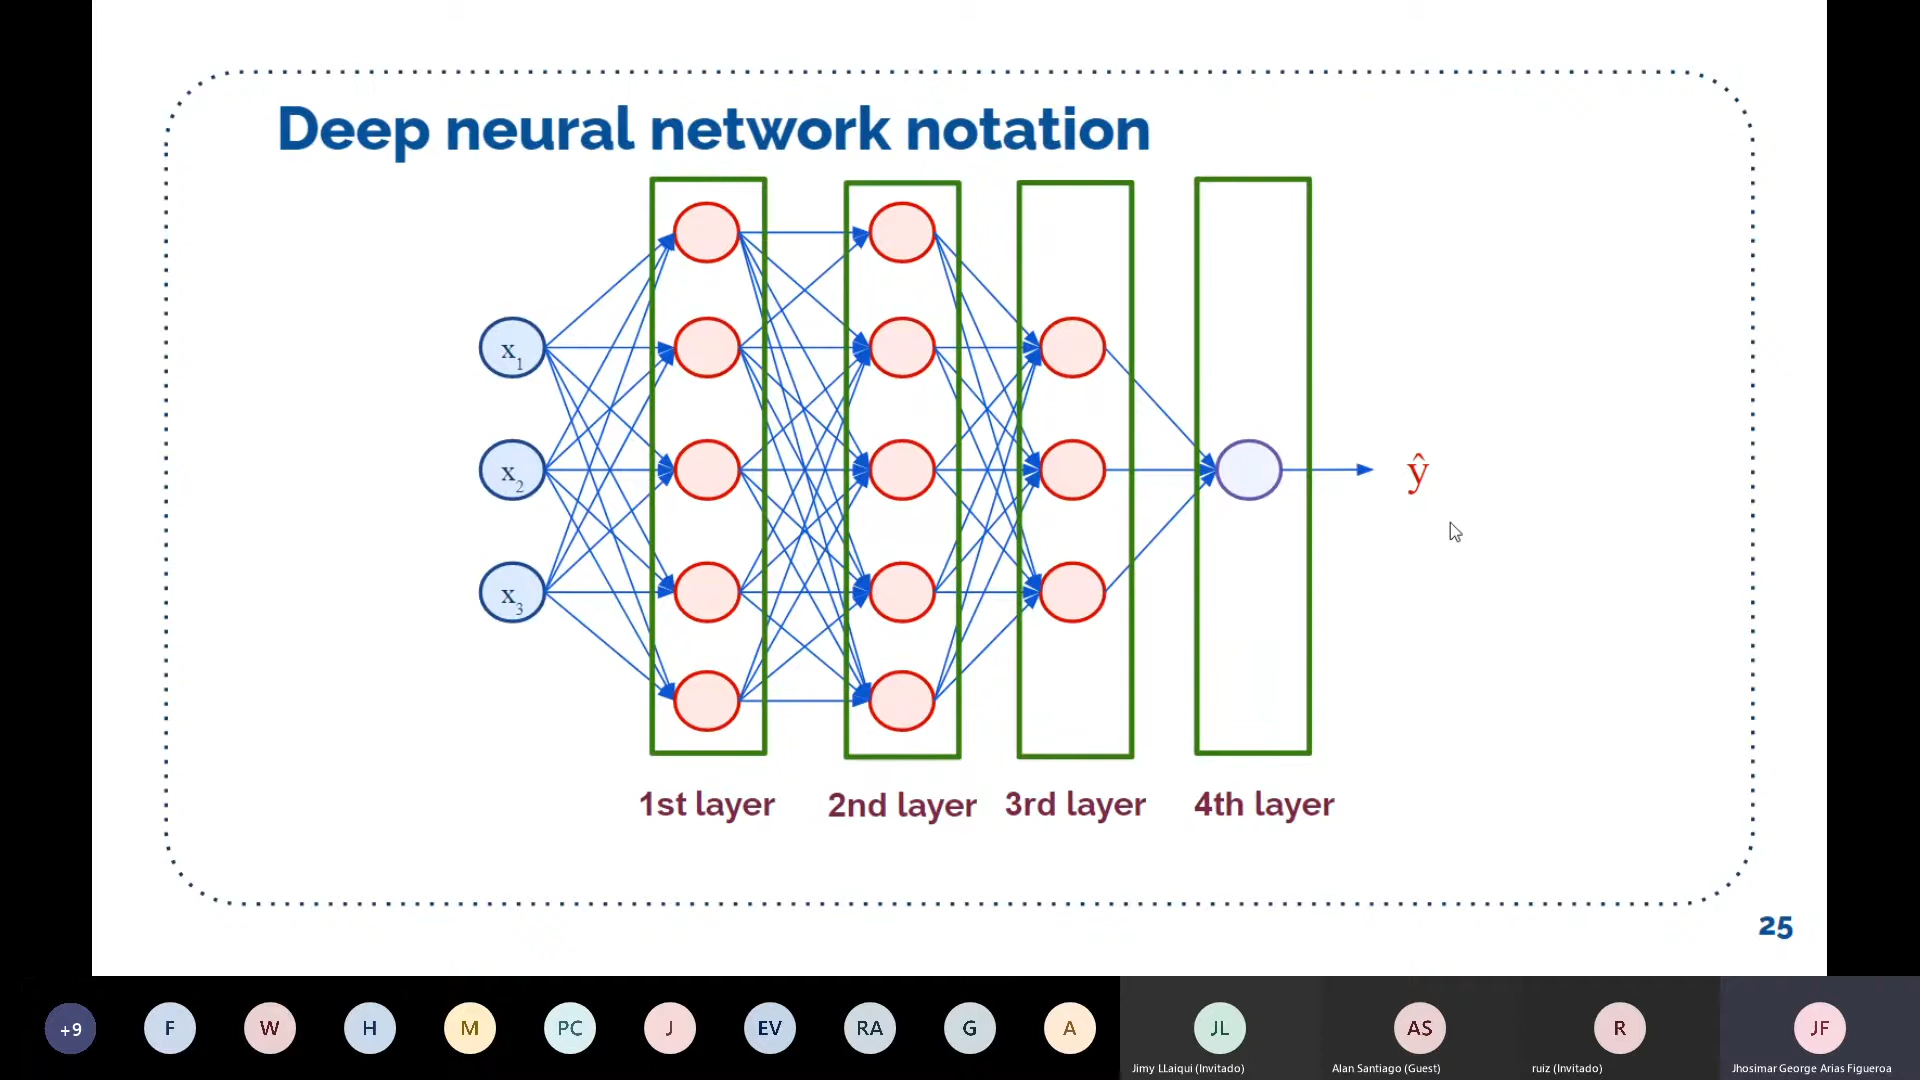 Deep neural network notation
x1
x2
x3
ŷ
1st layer 2nd layer 3rd layer 4th layer
25
+9 F W H M PC J EV RA G A JL AS R JF
Jimy LLaiqui (Invitado) Alan Santiago (Guest) ruiz (Invitado) Jhosimar George Arias Figueroa